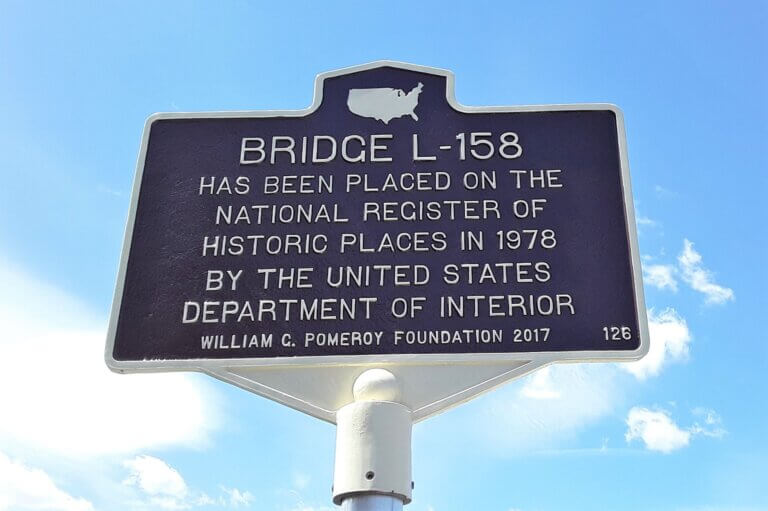 BRIDGE L-158
HAS BEEN PLACED ON THE
NATIONAL REGISTER OF
HISTORIC PLACES IN 1978
BY THE UNITED STATES
DEPARTMENT OF INTERIOR
WILLIAM G. POMEROY FOUNDATION 2017 126